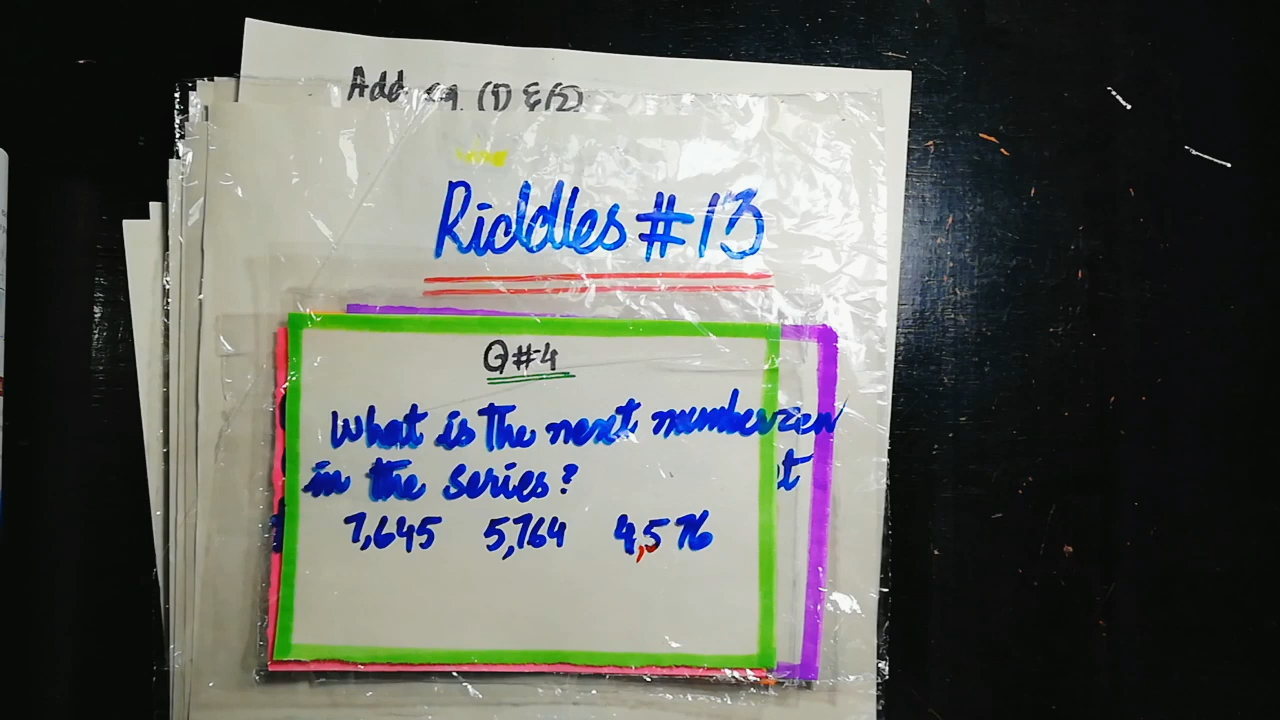 Add eq. (1) & (2)
Riddles #13
Q#4
What is the next number
in the series?
7,645 5,764 4,576